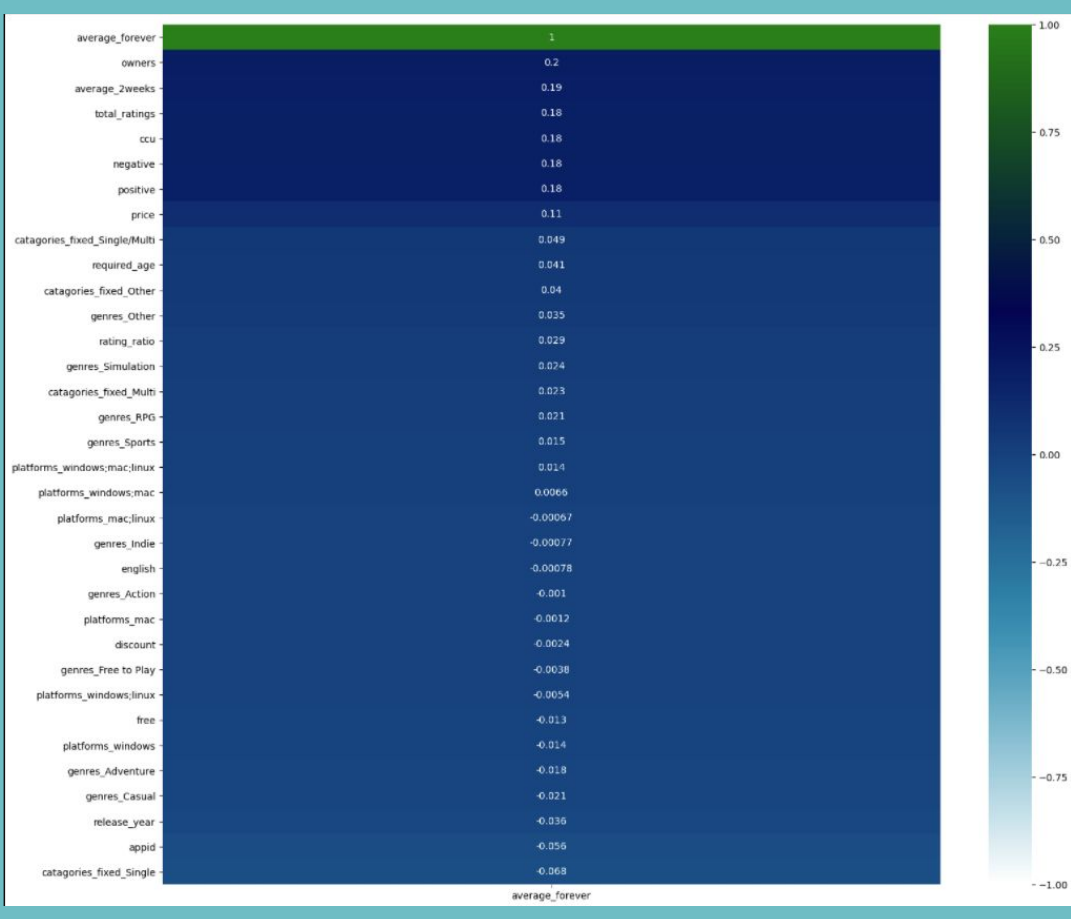 average_forever 1
owners 0.2
average_2weeks 0.19
total_ratings 0.18
ccu 0.18
negative 0.18
positive 0.18
price 0.11
catagories_fixed_Single/Multi 0.049
required_age 0.041
catagories_fixed_Other 0.04
genres_Other 0.035
rating_ratio 0.029
genres_Simulation 0.024
catagories_fixed_Multi 0.023
genres_RPG 0.021
genres_Sports 0.015
platforms_windows;mac;linux 0.014
platforms_windows;mac 0.0066
platforms_mac;linux -0.00067
genres_Indie -0.00077
english -0.00078
genres_Action -0.001
platforms_mac -0.0012
discount -0.0024
genres_Free to Play -0.0038
platforms_windows;linux -0.0054
free -0.013
platforms_windows -0.014
genres_Adventure -0.018
genres_Casual -0.021
release_year -0.036
appid -0.056
catagories_fixed_Single -0.068
average_forever
1.00
0.75
0.50
0.25
0.00
−0.25
−0.50
−0.75
−1.00